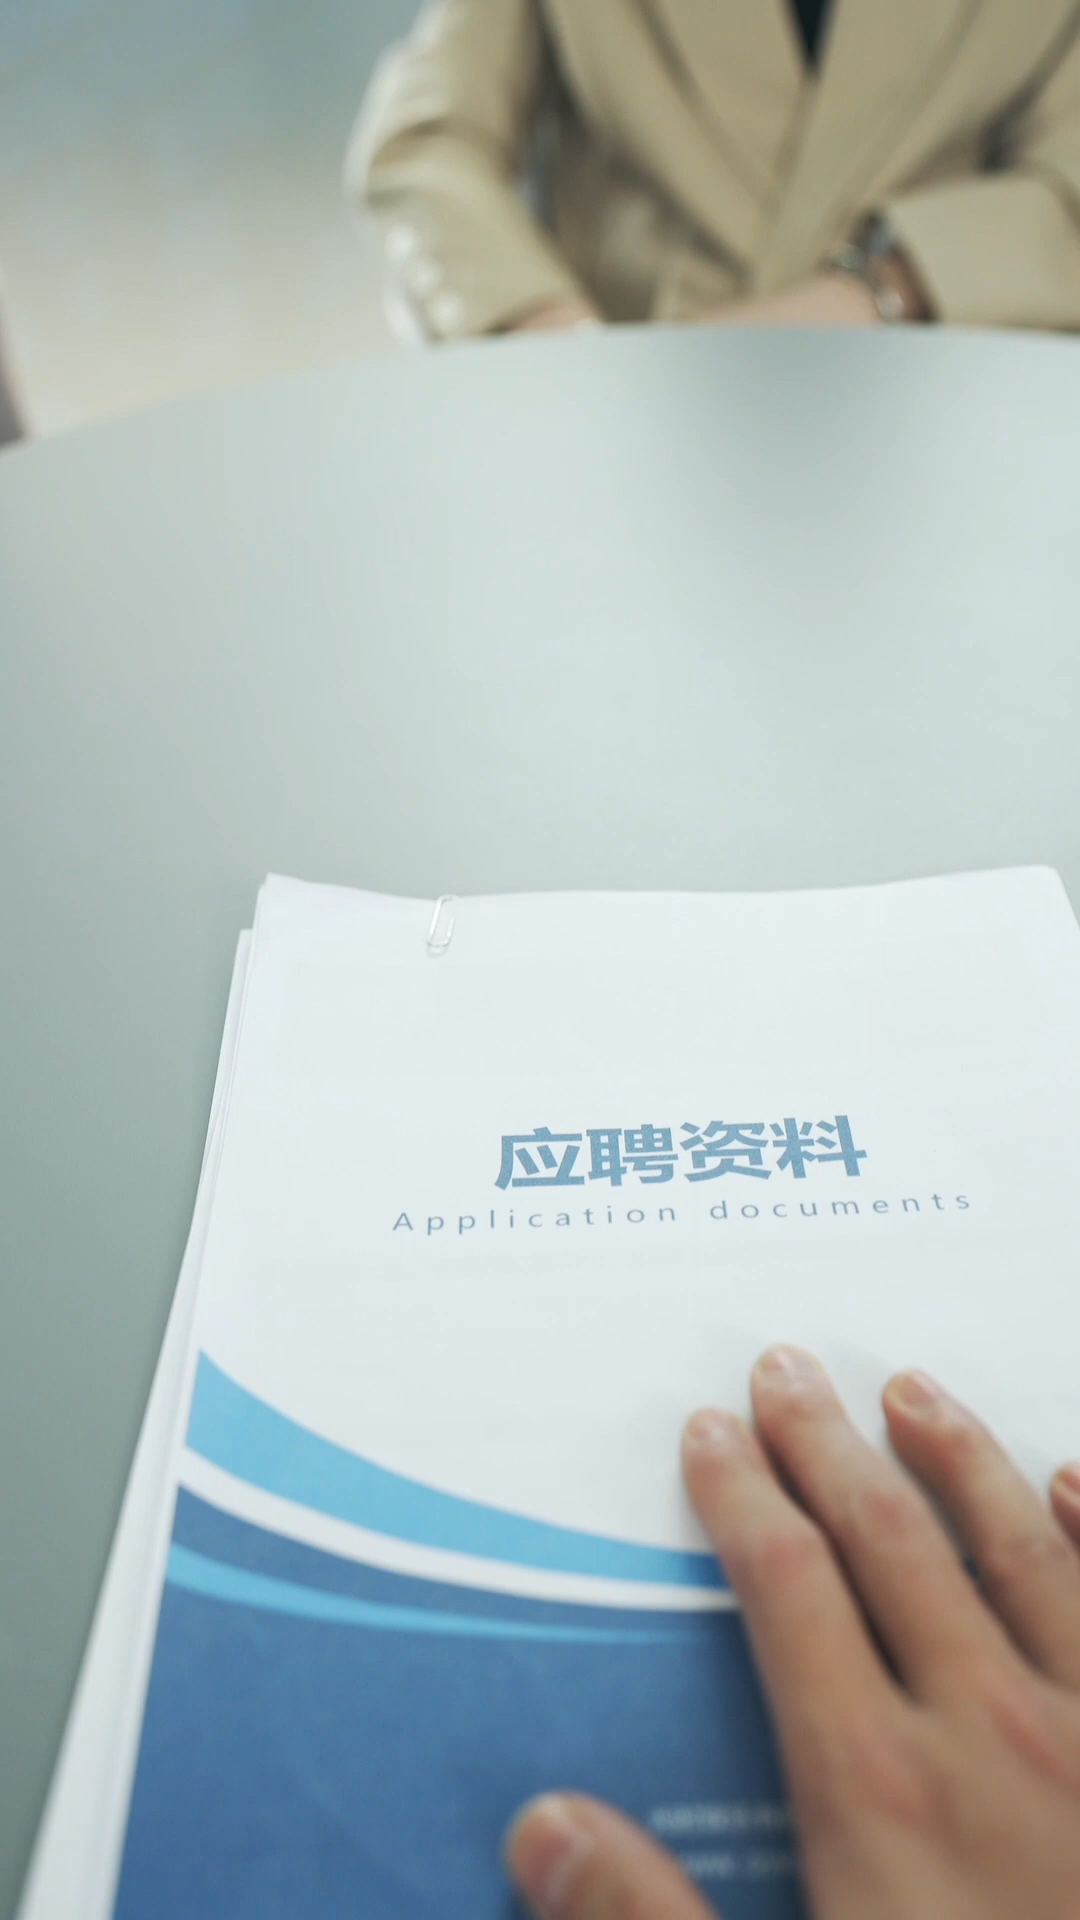 应聘资料
Application documents